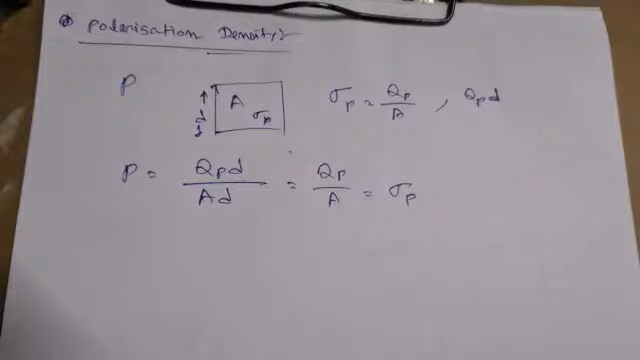 Polarisation Density:-
P
d A σp σp = Qp/A , Qpd
P = Qpd/Ad = Qp/A = σp